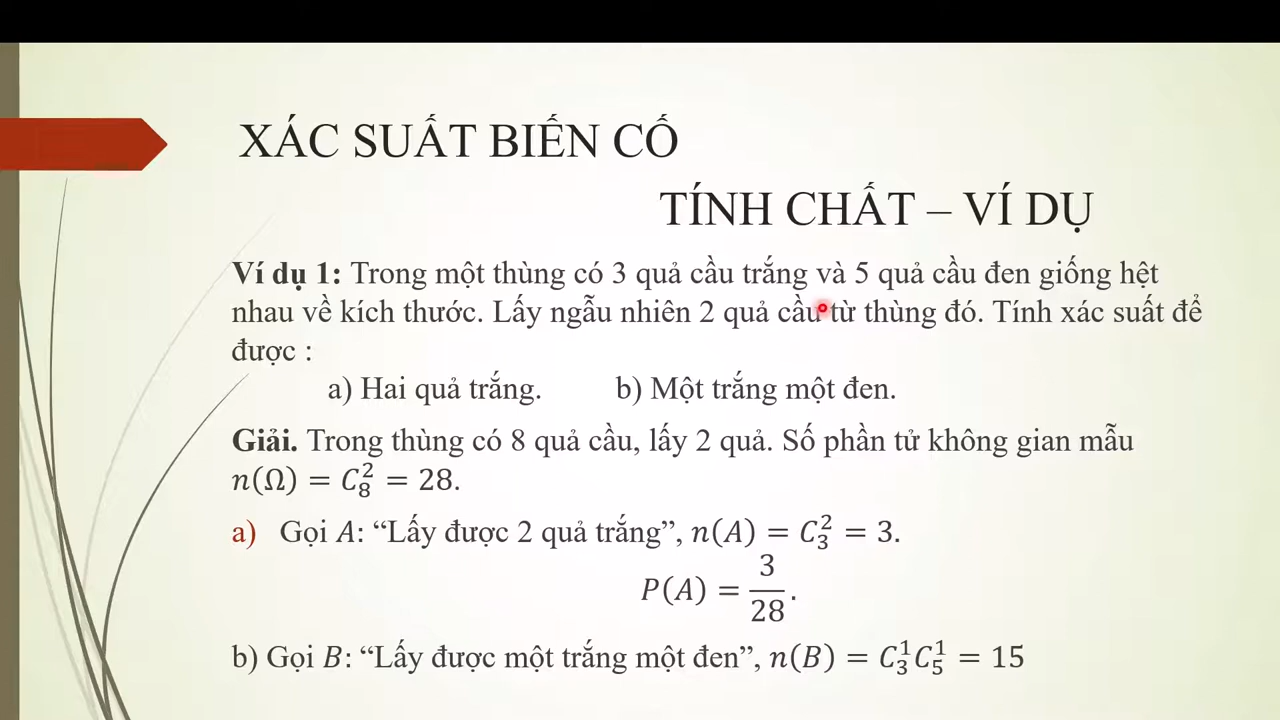 XÁC SUẤT BIẾN CỐ
TÍNH CHẤT – VÍ DỤ
Ví dụ 1: Trong một thùng có 3 quả cầu trắng và 5 quả cầu đen giống hệt
nhau về kích thước. Lấy ngẫu nhiên 2 quả cầu từ thùng đó. Tính xác suất để
được :
a) Hai quả trắng. b) Một trắng một đen.
Giải. Trong thùng có 8 quả cầu, lấy 2 quả. Số phần tử không gian mẫu
n(Ω) = C₈² = 28.
a) Gọi A: “Lấy được 2 quả trắng”, n(A) = C₃² = 3.
P(A) = 3/28.
b) Gọi B: “Lấy được một trắng một đen”, n(B) = C₃¹C₅¹ = 15